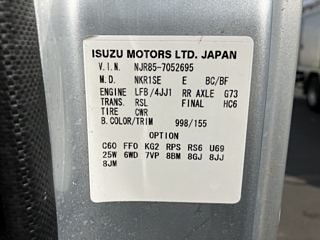 ISUZU MOTORS LTD. JAPAN
V.I.N. NJR85-7052695
M.D. NKR1SE E BC/BF
ENGINE LFB/4JJ1 RR AXLE G73
TRANS. RSL FINAL HC6
TIRE CWR
B.COLOR/TRIM 998/155
OPTION
C60 FF0 KG2 RPS RS6 U69
25W 6WD 7VP 8BM 8GJ 8JJ
8JM